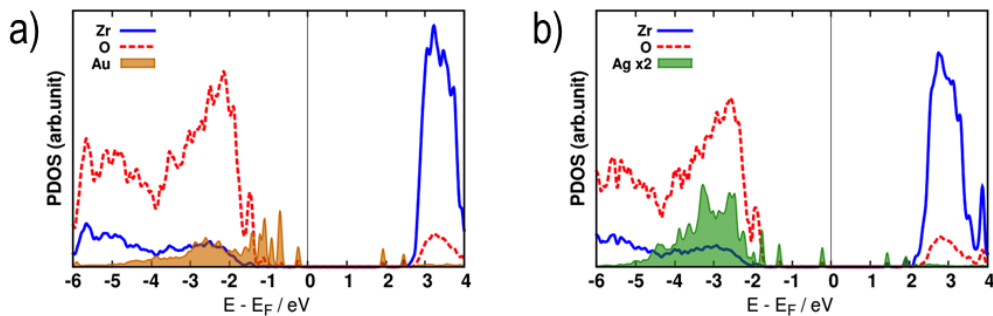 a)
PDOS (arb.unit)
Zr
O
Au
-6 -5 -4 -3 -2 -1 0 1 2 3 4
E - E_F / eV
b)
PDOS (arb.unit)
Zr
O
Ag x2
-6 -5 -4 -3 -2 -1 0 1 2 3 4
E - E_F / eV